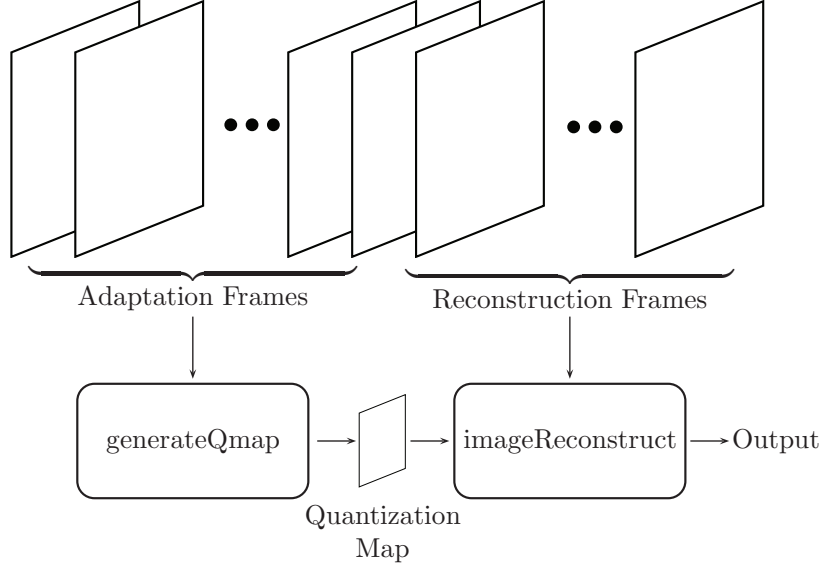 Adaptation Frames
Reconstruction Frames
generateQmap
imageReconstruct
Output
Quantization
Map